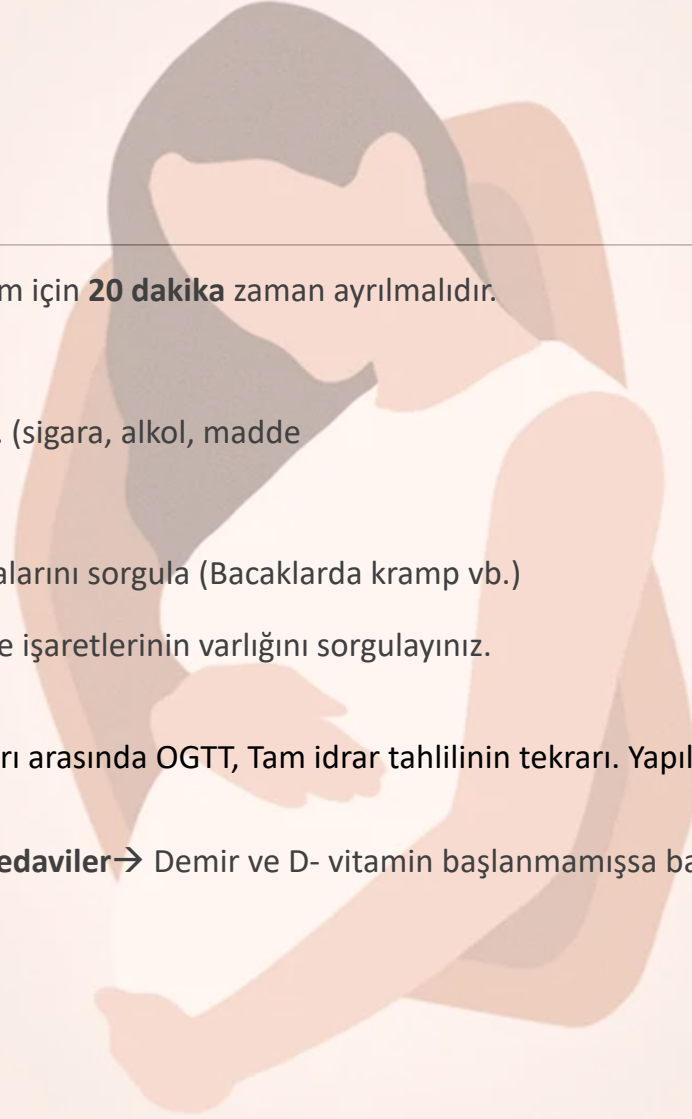 m için 20 dakika zaman ayrılmalıdır.
. (sigara, alkol, madde
alarını sorgula (Bacaklarda kramp vb.)
e işaretlerinin varlığını sorgulayınız.
rı arasında OGTT, Tam idrar tahlilinin tekrarı. Yapıl
edaviler→ Demir ve D- vitamin başlanmamışsa ba